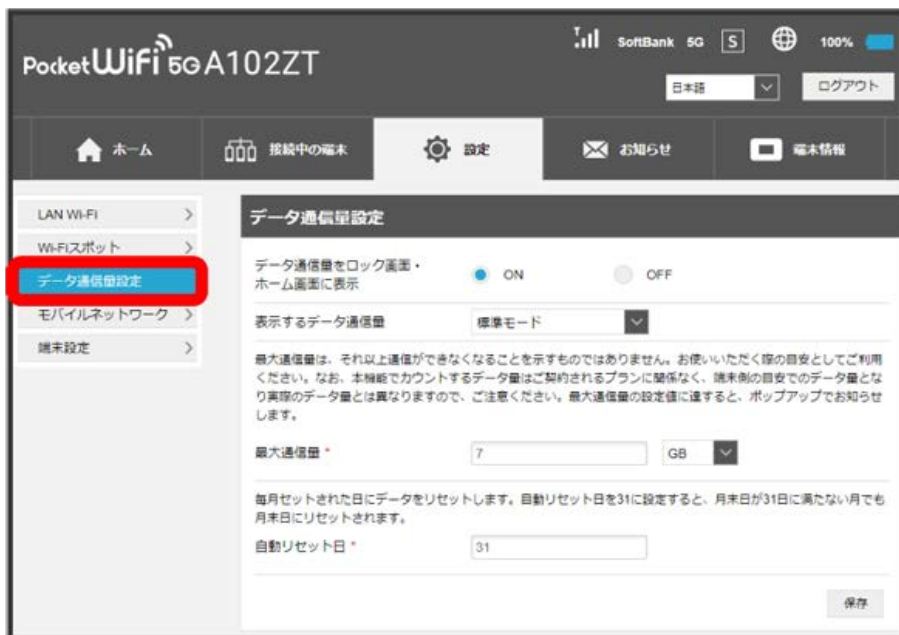 Pocket WiFi 5G A102ZT
SoftBank 5G S 100%
日本語 ログアウト
ホーム 接続中の端末 設定 お知らせ 端末情報
LAN Wi-Fi
Wi-Fiスポット
データ通信量設定
モバイルネットワーク
端末設定
データ通信量設定
データ通信量をロック画面・
ホーム画面に表示
ON OFF
表示するデータ通信量 標準モード
最大通信量は、それ以上通信ができなくなることを示すものではありません。お使いいただく際の目安としてご利用
ください。なお、本機能でカウントするデータ量はご契約されるプランに関係なく、端末側の目安でのデータ量とな
り実際のデータ量とは異なりますので、ご注意ください。最大通信量の設定値に達すると、ポップアップでお知らせ
します。
最大通信量 * 7 GB
毎月セットされた日にデータをリセットします。自動リセット日を31に設定すると、月末日が31日に満たない月でも
月末日にリセットされます。
自動リセット日 * 31
保存